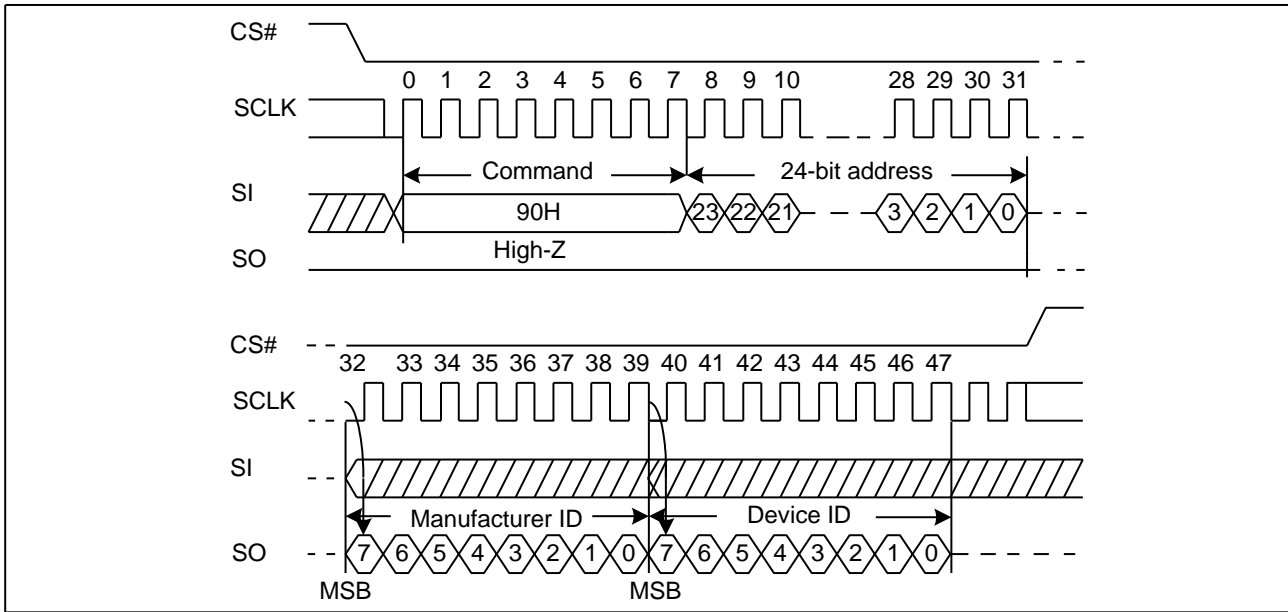 CS#
0 1 2 3 4 5 6 7 8 9 10 28 29 30 31
SCLK
Command 24-bit address
SI
90H 23 22 21 3 2 1 0
High-Z
SO
CS#
32 33 34 35 36 37 38 39 40 41 42 43 44 45 46 47
SCLK
SI
Manufacturer ID Device ID
SO 7 6 5 4 3 2 1 0 7 6 5 4 3 2 1 0
MSB MSB